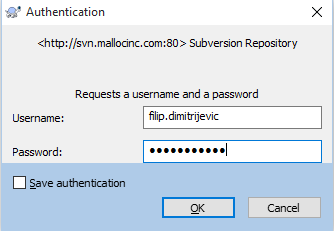 Authentication
<http://svn.mallocinc.com:80> Subversion Repository
Requests a username and a password
Username:
filip.dimitrijevic
Password:
●●●●●●●●●●●
Save authentication
OK
Cancel